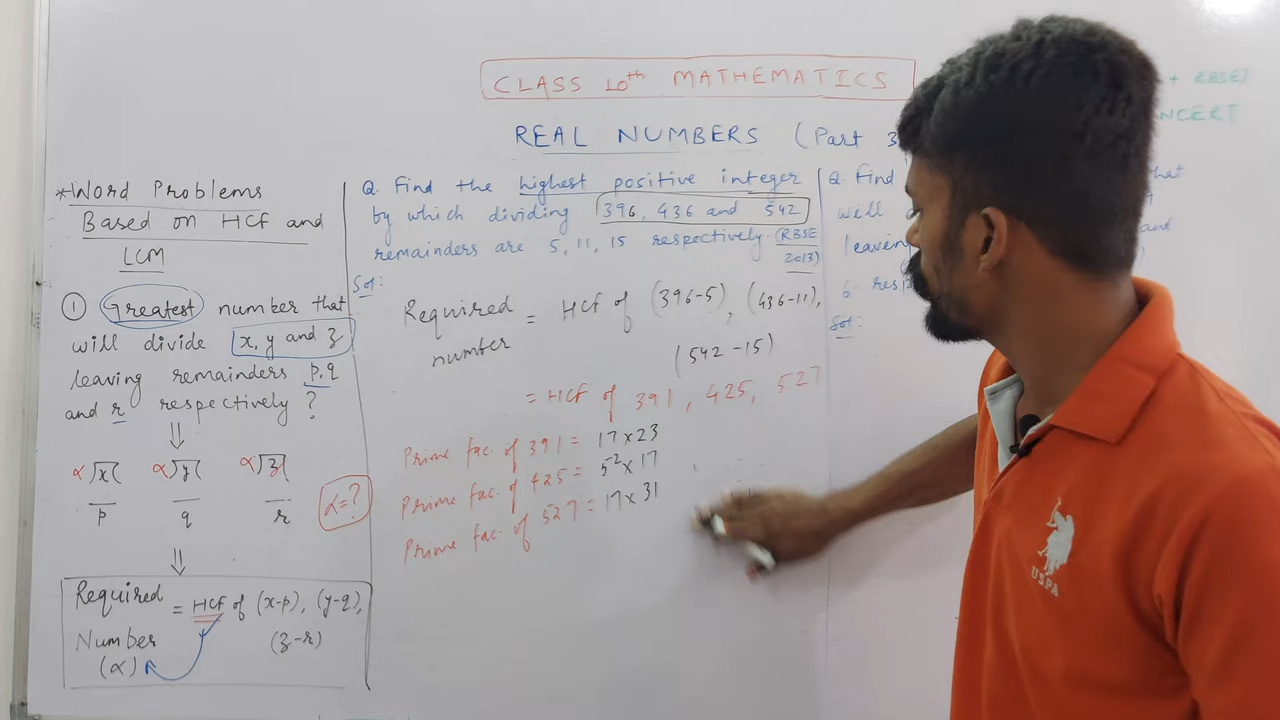 CLASS 10th MATHEMATICS
REAL NUMBERS (Part 3
+ RBSE)
NCERT
*Word Problems
Based on HCf and
LCM
① Greatest number that
will divide x, y and z
leaving remainders p, q
and r respectively?
⇓
α)x( α)y( α)z(
p q r
α=?
⇓
Required
Number = HCf of (x-p), (y-q),
(α) (z-r)
Q. Find the highest positive integer
by which dividing 396, 436 and 542
remainders are 5, 11, 15 respectively. (RBSE
2013)
Sol:
Required
number = HCf of (396-5), (436-11),
(542-15)
= HCf of 391, 425, 527
Prime fac. of 391 = 17×23
Prime fac. of 425 = 5²×17
Prime fac. of 527 = 17×31
Q. Find that
will
leaving and
Sol:
USPA